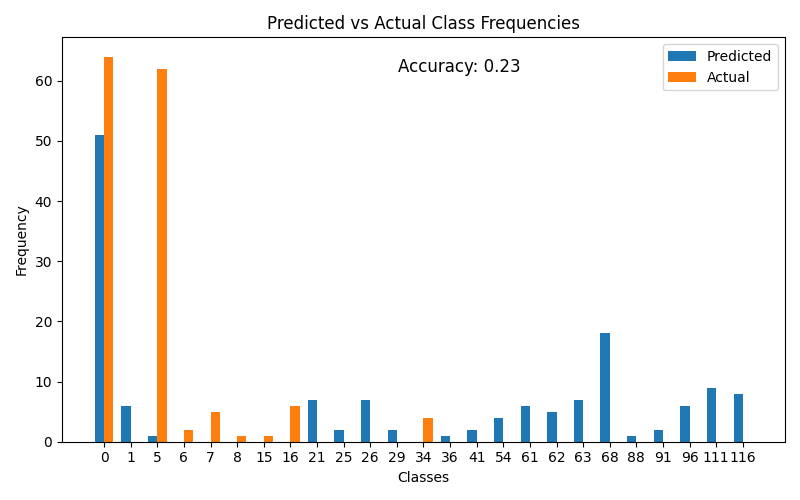 Predicted vs Actual Class Frequencies
Accuracy: 0.23
Predicted
Actual
Frequency
60
50
40
30
20
10
0
0 1 5 6 7 8 15 16 21 25 26 29 34 36 41 54 61 62 63 68 88 91 96 111 116
Classes